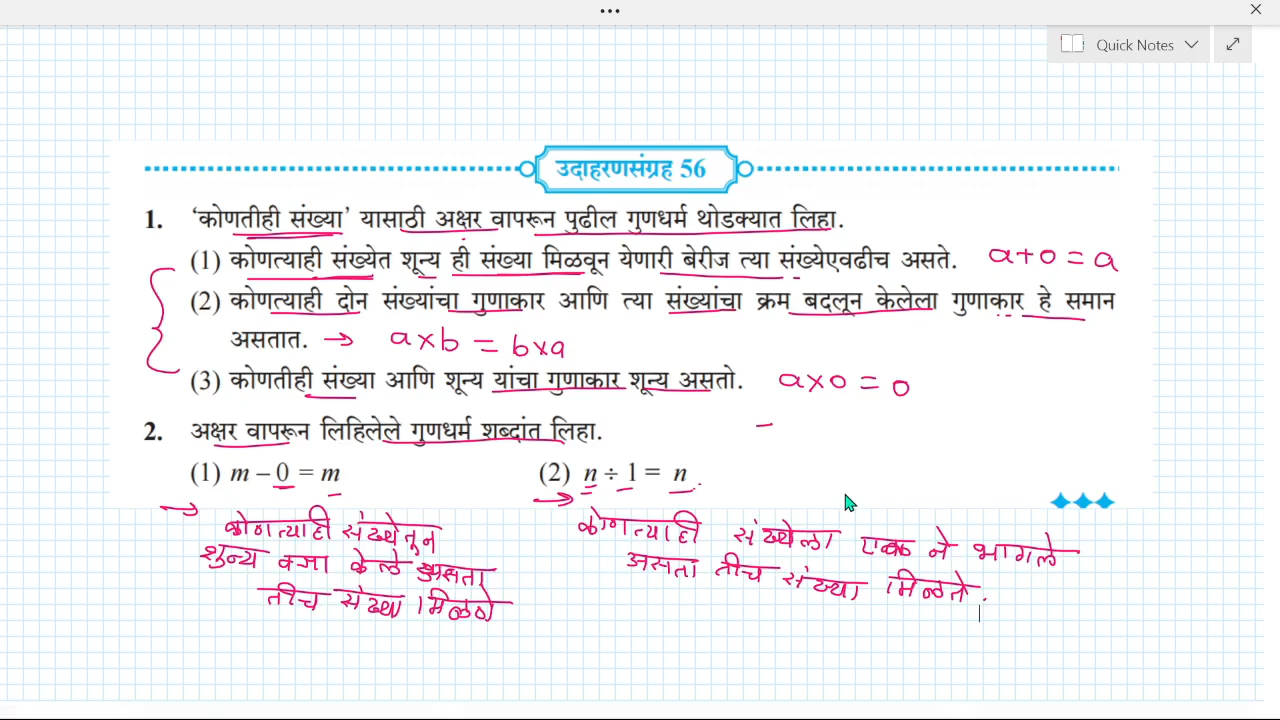 Quick Notes
उदाहरणसंग्रह 56
1. ‘कोणतीही संख्या’ यासाठी अक्षर वापरून पुढील गुणधर्म थोडक्यात लिहा.
(1) कोणत्याही संख्येत शून्य ही संख्या मिळवून येणारी बेरीज त्या संख्येएवढीच असते. a+0 = a
(2) कोणत्याही दोन संख्यांचा गुणाकार आणि त्या संख्यांचा क्रम बदलून केलेला गुणाकार हे समान
असतात. → a×b = b×a
(3) कोणतीही संख्या आणि शून्य यांचा गुणाकार शून्य असतो. a×0 = 0
2. अक्षर वापरून लिहिलेले गुणधर्म शब्दांत लिहा.
(1) m – 0 = m (2) n ÷ 1 = n
→ कोणत्याही संख्येतून
शुन्य वजा केले असता
तीच संख्या मिळते
→ कोणत्याही संख्येला एक ने भागले
असता तीच संख्या मिळते.